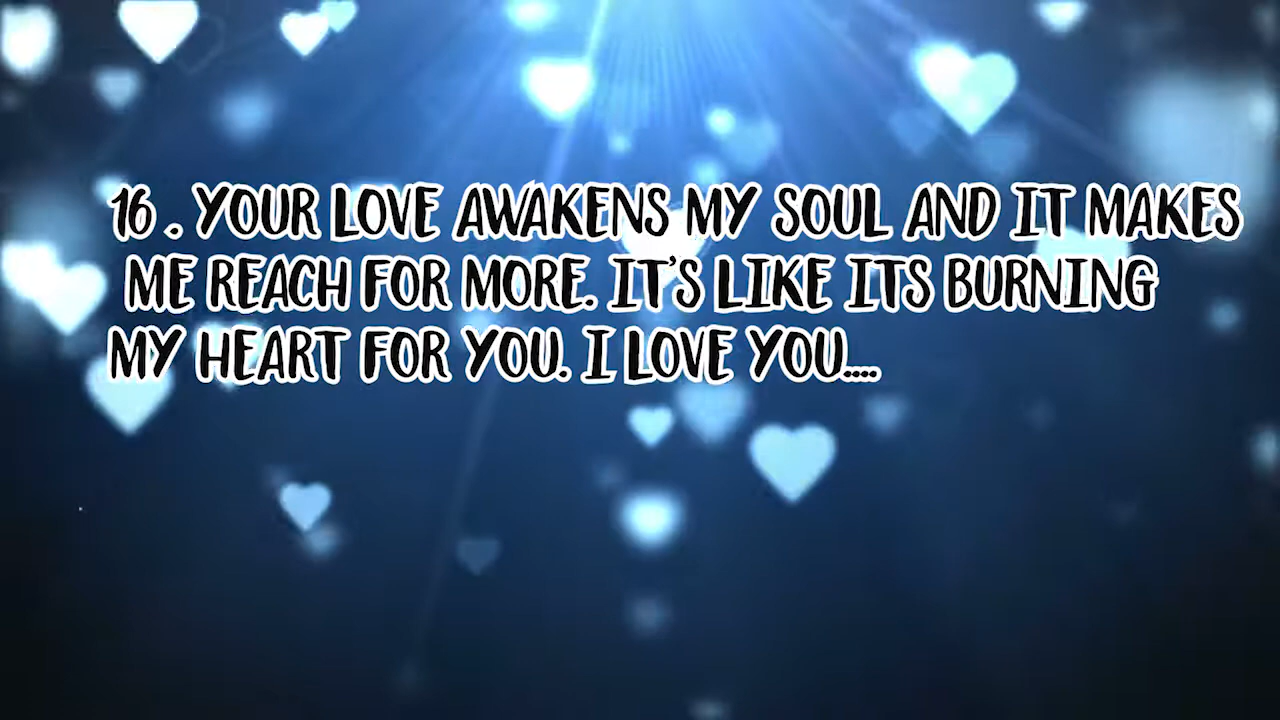 16 . YOUR LOVE AWAKENS MY SOUL AND IT MAKES
ME REACH FOR MORE. IT'S LIKE ITS BURNING
MY HEART FOR YOU. I LOVE YOU....